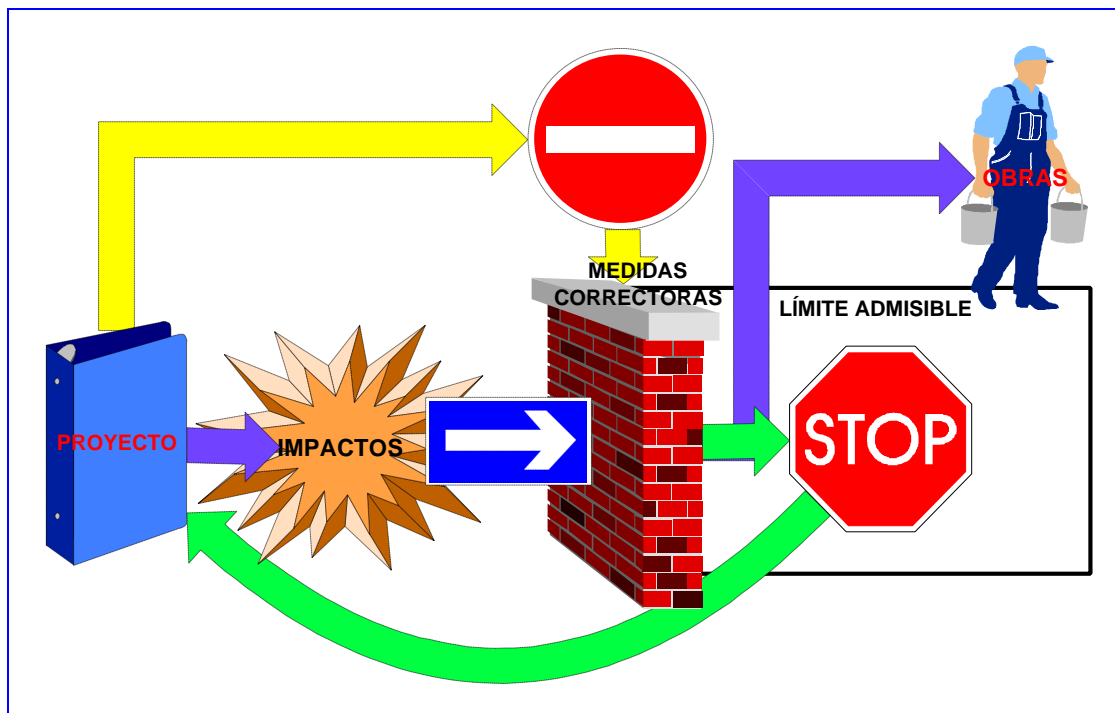 OBRAS
MEDIDAS
CORRECTORAS
LÍMITE ADMISIBLE
PROYECTO
IMPACTOS
STOP